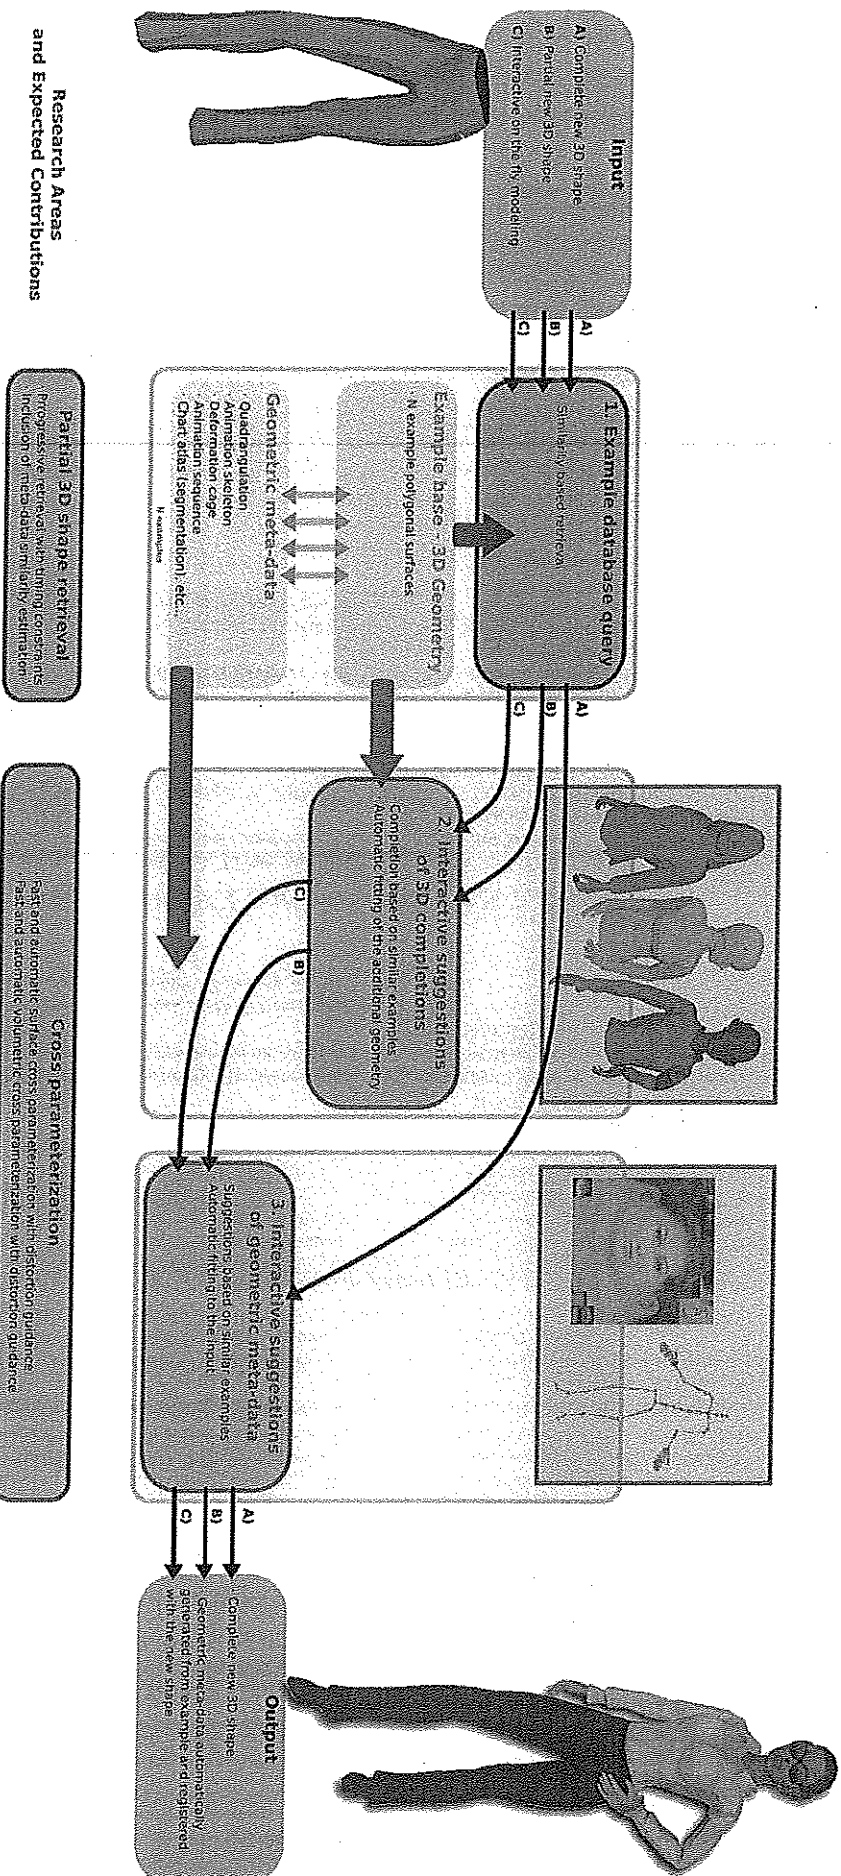 Input
A) Complete new 3D shape
B) Partial new 3D shape
C) Interactive on the fly modeling
A)
B)
C)
1. Example database query
Similarity based retrieval
Example base - 3D Geometry
N example polygonal surfaces
Geometric meta-data
Quadrangulation
Animation skeleton
Deformation cage
Animation sequence
Chart atlas (segmentation), etc...
N examples
A)
B)
C)
2. Interactive suggestions
of 3D completions
Completion based on similar examples
Automatic fitting of the additional geometry
C)
B)
3. Interactive suggestions
of geometric meta-data
Suggestions based on similar examples
Automatic fitting to the input
A)
B)
C)
Output
Complete new 3D shape
Geometric meta-data automatically
generated from example and registered
with the new shape
Research Areas
and Expected Contributions
Partial 3D shape retrieval
Progressive retrieval with timing constraints
Inclusion of meta-data similarity estimation
Cross-parameterization
Fast and automatic surface cross-parameterization with distortion guidance
Fast and automatic volumetric cross-parameterization with distortion guidance